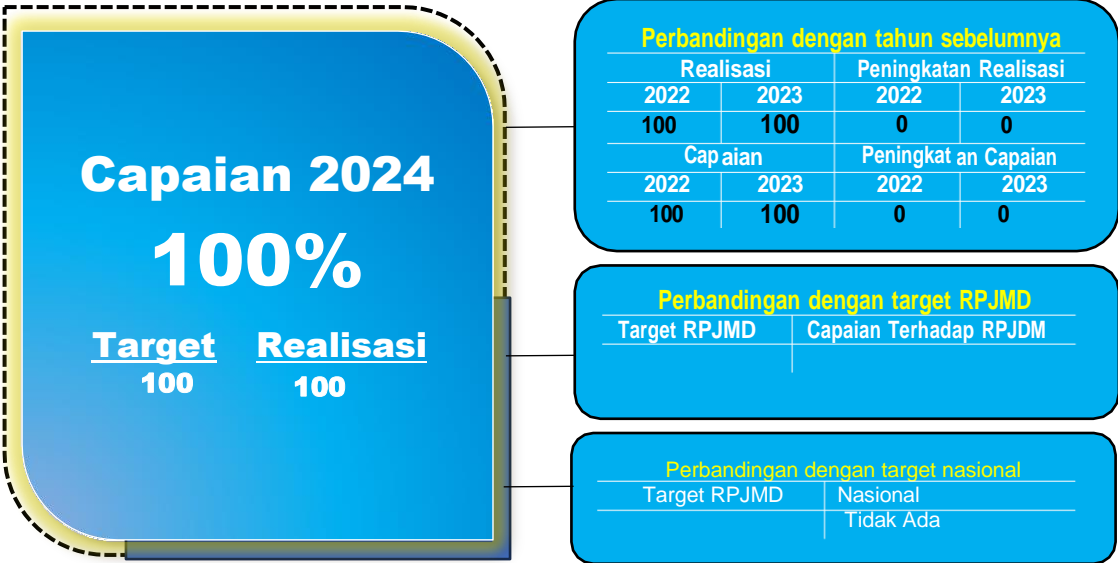 Capaian 2024
100%
Target Realisasi
100 100
Perbandingan dengan tahun sebelumnya
Realisasi Peningkatan Realisasi
2022 2023 2022 2023
100 100 0 0
Cap aian Peningkat an Capaian
2022 2023 2022 2023
100 100 0 0
Perbandingan dengan target RPJMD
Target RPJMD Capaian Terhadap RPJDM
Perbandingan dengan target nasional
Target RPJMD Nasional
Tidak Ada